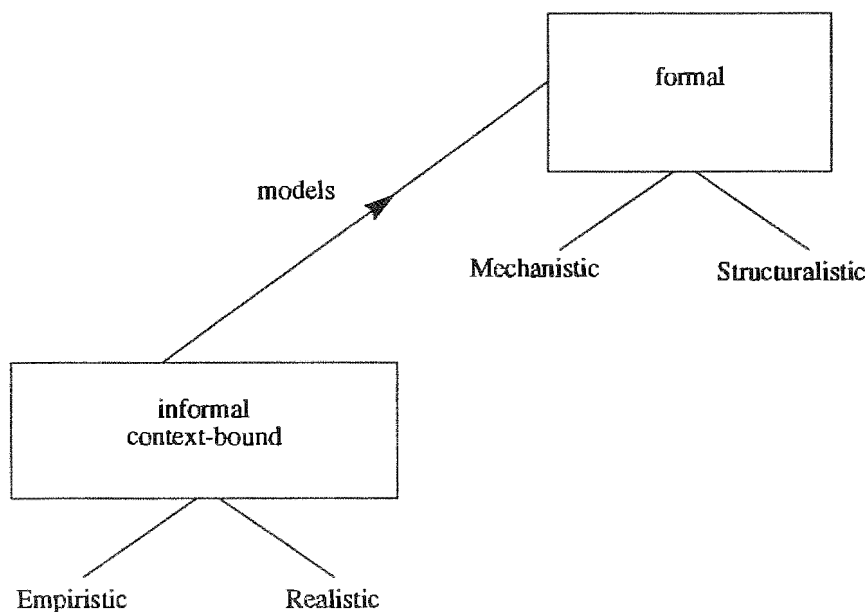 formal
models
Mechanistic
Structuralistic
informal
context-bound
Empiristic
Realistic